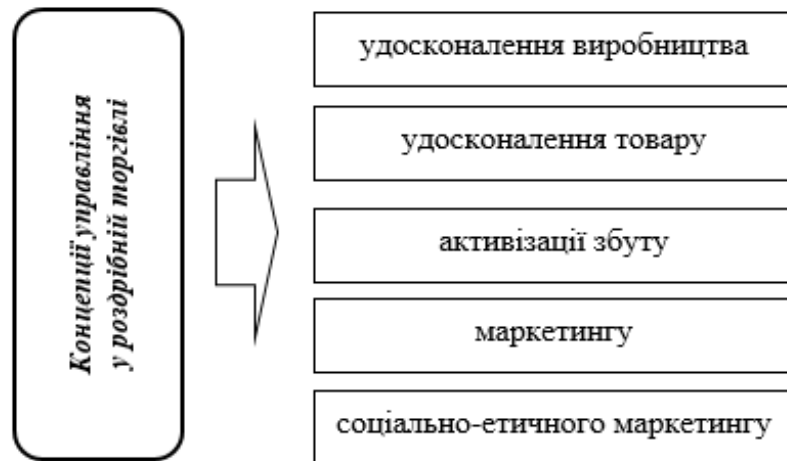 Концепції управління
у роздрібній торгівлі
удосконалення виробництва
удосконалення товару
активізації збуту
маркетингу
соціально-етичного маркетингу